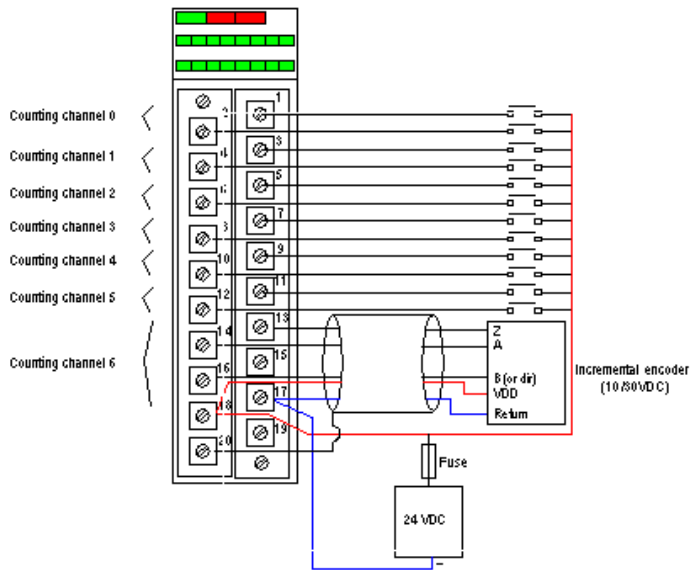 1
2
Counting channel 0
3
4
Counting channel 1
5
6
Counting channel 2
7
8
Counting channel 3
9
10
Counting channel 4
11
12
Counting channel 5
13
14
Z
A
15
Counting channel 6
16
B (or dir)
Incremental encoder
(10/30VDC)
17
VDD
18
Return
19
20
Fuse
24 VDC
-